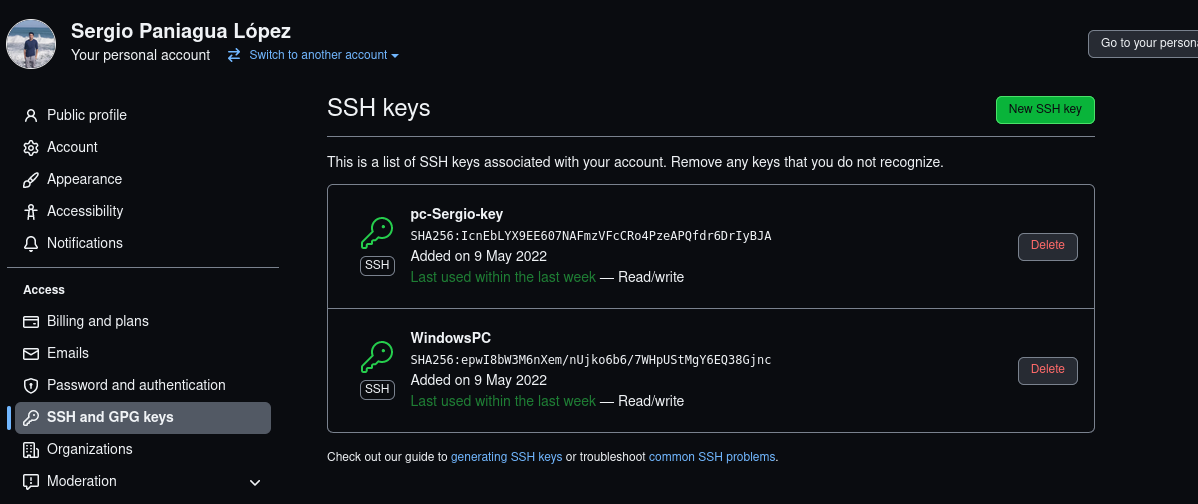 Sergio Paniagua López
Your personal account Switch to another account
Go to your persona
Public profile
Account
Appearance
Accessibility
Notifications
Access
Billing and plans
Emails
Password and authentication
SSH and GPG keys
Organizations
Moderation
SSH keys
New SSH key
This is a list of SSH keys associated with your account. Remove any keys that you do not recognize.
pc-Sergio-key
SHA256:IcnEbLYX9EE607NAFmzVFcCRo4PzeAPQfdr6DrIyBJA
SSH
Added on 9 May 2022
Last used within the last week — Read/write
Delete
WindowsPC
SHA256:epwI8bW3M6nXem/nUjko6b6/7WHpUStMgY6EQ38Gjnc
SSH
Added on 9 May 2022
Last used within the last week — Read/write
Delete
Check out our guide to generating SSH keys or troubleshoot common SSH problems.